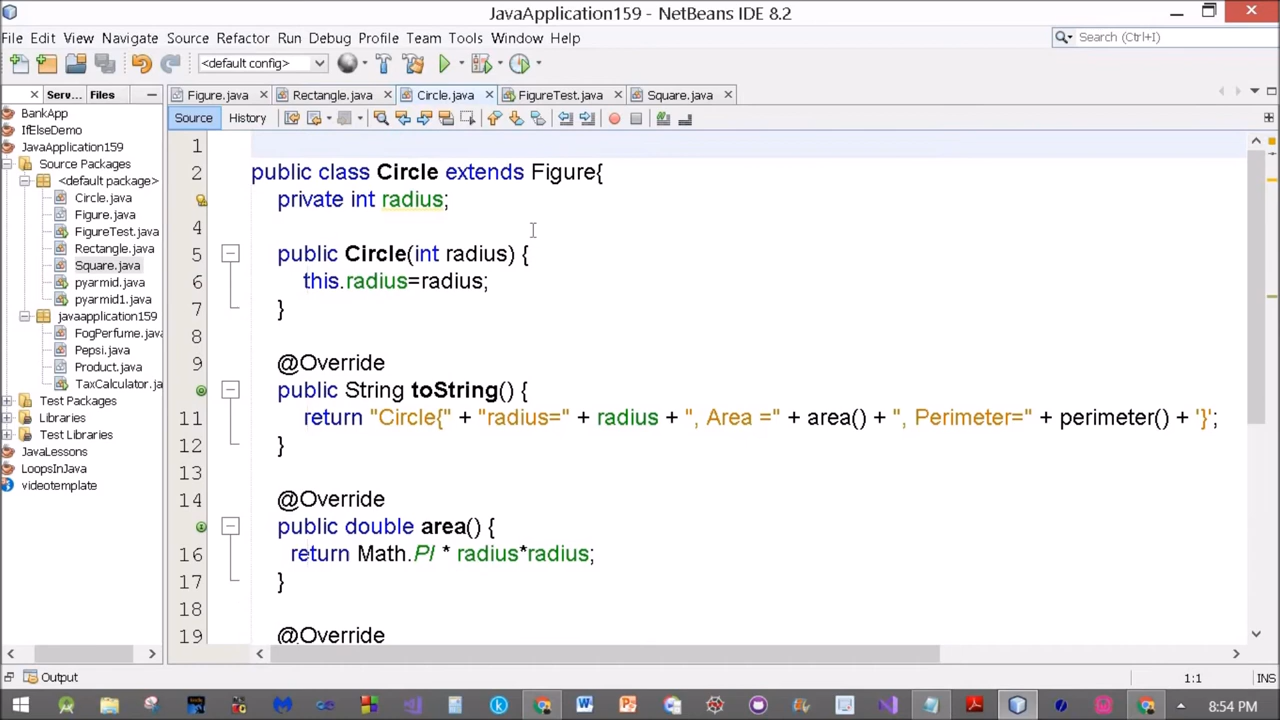 JavaApplication159 - NetBeans IDE 8.2
File Edit View Navigate Source Refactor Run Debug Profile Team Tools Window Help
Search (Ctrl+I)
<default config>
Serv... Files
Figure.java Rectangle.java Circle.java FigureTest.java Square.java
Source History
BankApp
IfElseDemo
JavaApplication159
Source Packages
<default package>
Circle.java
Figure.java
FigureTest.java
Rectangle.java
Square.java
pyarmid.java
pyarmid1.java
javaapplication159
FogPerfume.java
Pepsi.java
Product.java
TaxCalculator.ja
Test Packages
Libraries
Test Libraries
JavaLessons
LoopsInJava
videotemplate
1
2 public class Circle extends Figure{
private int radius;
4
5 public Circle(int radius) {
6 this.radius=radius;
7 }
8
9 @Override
public String toString() {
11 return "Circle{" + "radius=" + radius + ", Area =" + area() + ", Perimeter=" + perimeter() + '}';
12 }
13
14 @Override
public double area() {
16 return Math.PI * radius*radius;
17 }
18
19 @Override
Output
1:1 INS
8:54 PM